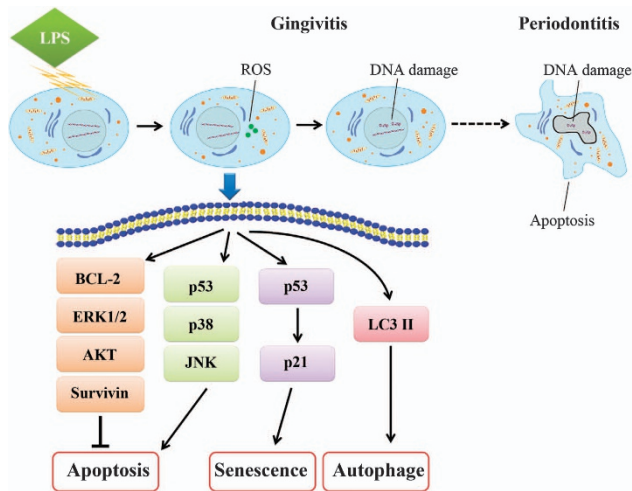 LPS
Gingivitis
Periodontitis
ROS
DNA damage
DNA damage
Apoptosis
BCL-2
ERK1/2
AKT
Survivin
p53
p38
JNK
p53
p21
LC3 II
Apoptosis
Senescence
Autophage